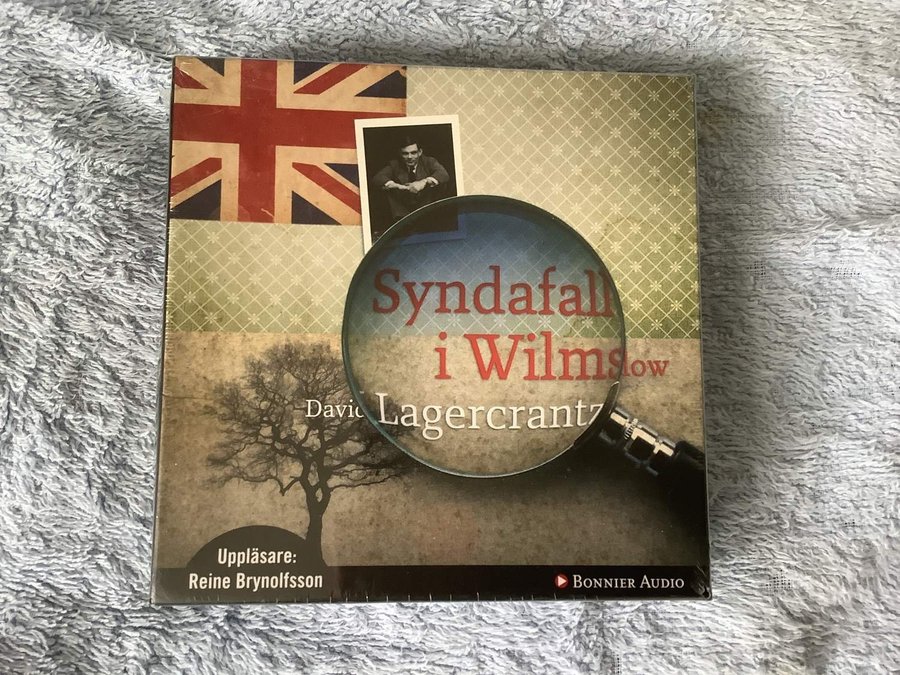 Syndafall
i Wilmslow
David Lagercrantz
Uppläsare:
Reine Brynolfsson
BONNIER AUDIO